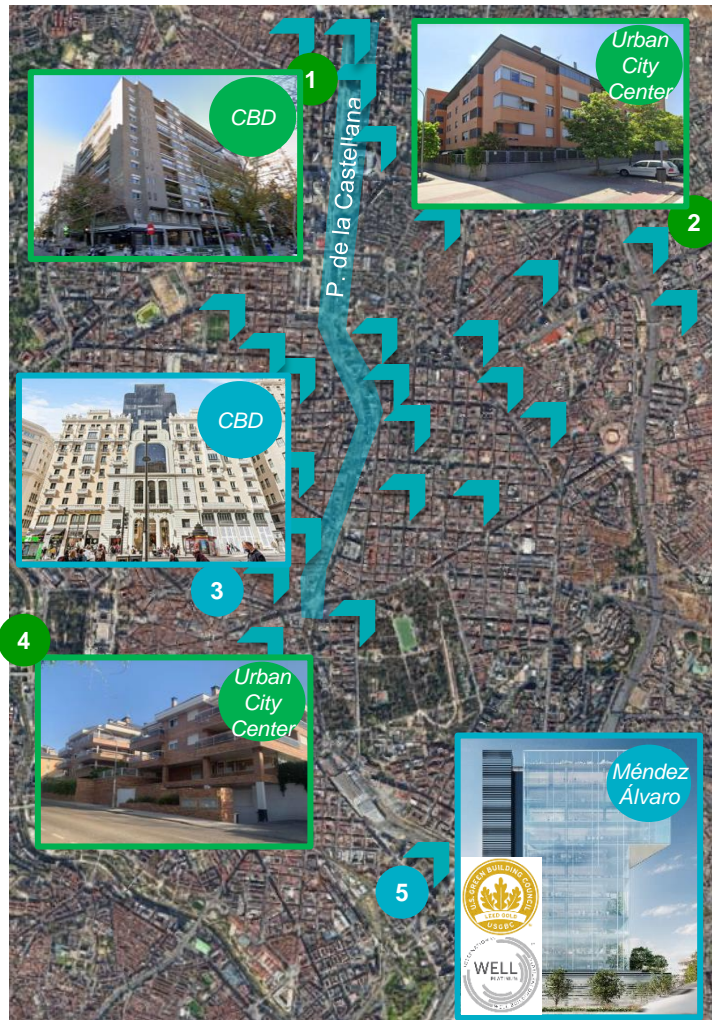 1
CBD
Urban
City
Center
2
P. de la Castellana
CBD
3
4
Urban
City
Center
Méndez
Álvaro
5
U.S. GREEN BUILDING COUNCIL
LEED GOLD
USGBC
WELL
PLATINUM